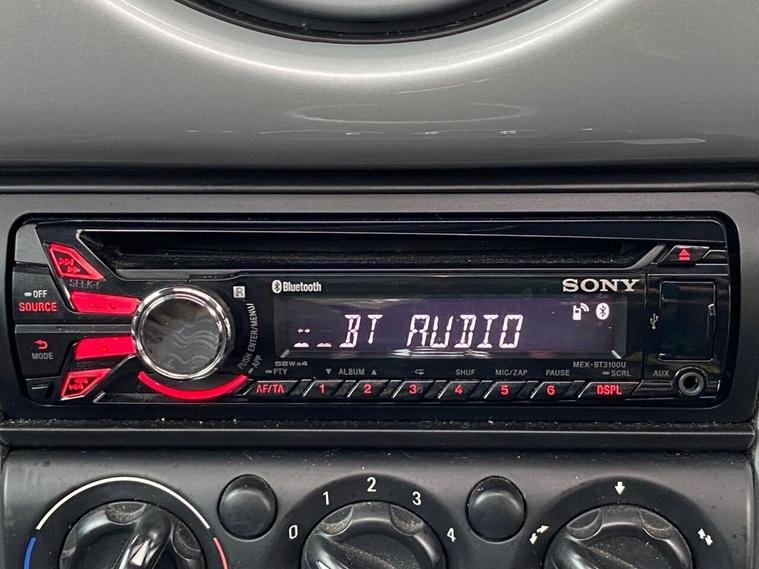 Bluetooth
SONY
OFF
SOURCE
SEEK+
MODE
PUSH ENTER/MENU
APP
BT AUDIO
52W×4
MEX-BT3100U
PTY
▼ ALBUM ▲
SHUF
MIC/ZAP
PAUSE
SCRL
AUX
AF/TA
1 2 3 4 5 6
DSPL
0 1 2 3 4